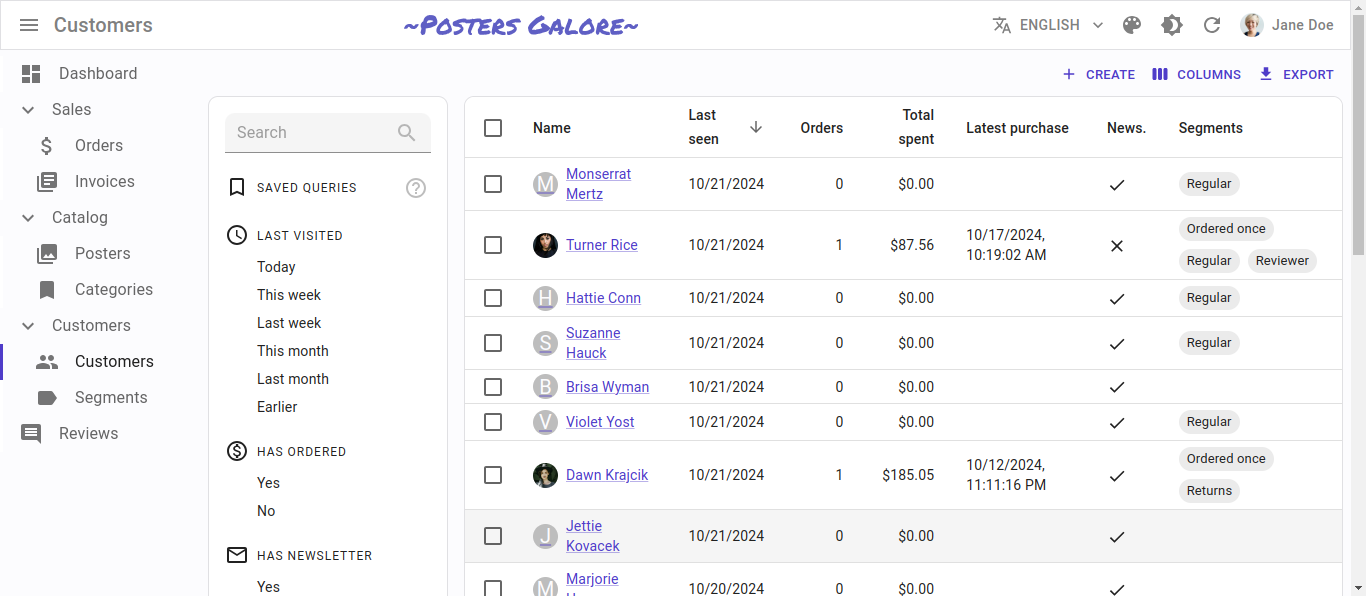 Customers
~Posters Galore~
ENGLISH
Jane Doe
Dashboard
Sales
Orders
Invoices
Catalog
Posters
Categories
Customers
Customers
Segments
Reviews
CREATE
COLUMNS
EXPORT
Search
SAVED QUERIES
LAST VISITED
Today
This week
Last week
This month
Last month
Earlier
HAS ORDERED
Yes
No
HAS NEWSLETTER
Yes
Name
Last seen
Orders
Total spent
Latest purchase
News.
Segments
M Monserrat Mertz 10/21/2024 0 $0.00 Regular
Turner Rice 10/21/2024 1 $87.56 10/17/2024, 10:19:02 AM Ordered once Regular Reviewer
H Hattie Conn 10/21/2024 0 $0.00 Regular
S Suzanne Hauck 10/21/2024 0 $0.00 Regular
B Brisa Wyman 10/21/2024 0 $0.00
V Violet Yost 10/21/2024 0 $0.00 Regular
Dawn Krajcik 10/21/2024 1 $185.05 10/12/2024, 11:11:16 PM Ordered once Returns
J Jettie Kovacek 10/21/2024 0 $0.00
M Marjorie 10/20/2024 0 $0.00